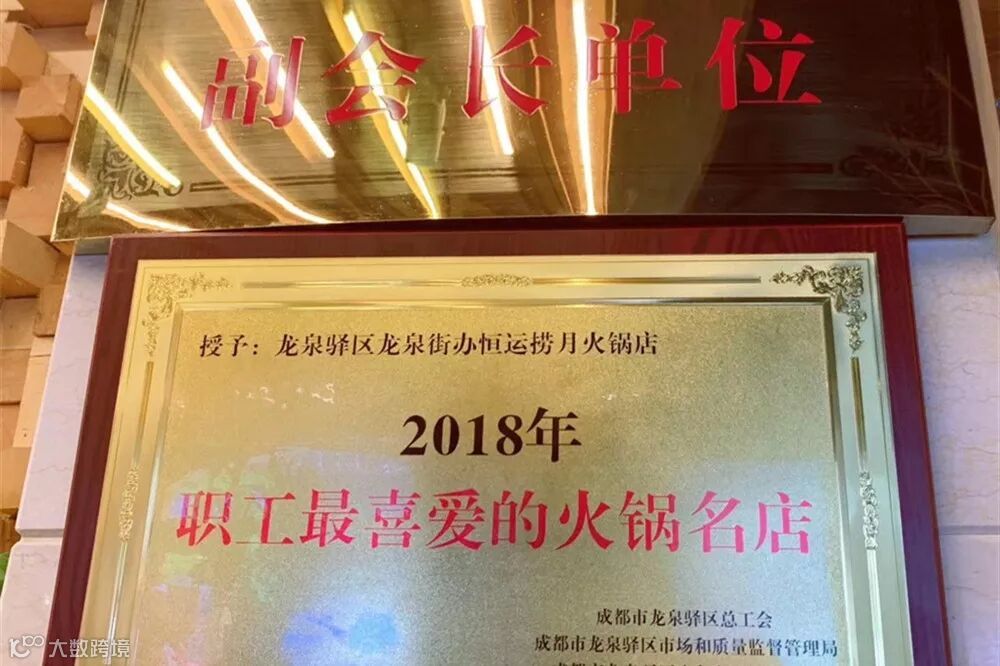 副会长单位
授予：龙泉驿区龙泉街办恒运捞月火锅店
2018年
职工最喜爱的火锅名店
成都市龙泉驿区总工会
成都市龙泉驿区市场和质量监督管理局
大数跨境